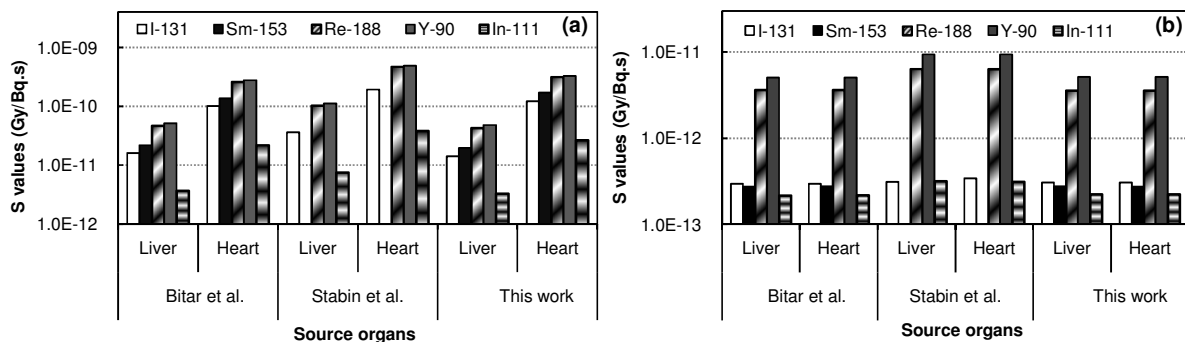 S values (Gy/Bq.s)
I-131 Sm-153 Re-188 Y-90 In-111 (a)
1.0E-09
1.0E-10
1.0E-11
1.0E-12
Liver Heart Liver Heart Liver Heart
Bitar et al. Stabin et al. This work
Source organs
S values (Gy/Bq.s)
I-131 Sm-153 Re-188 Y-90 In-111 (b)
1.0E-11
1.0E-12
1.0E-13
Liver Heart Liver Heart Liver Heart
Bitar et al. Stabin et al. This work
Source organs